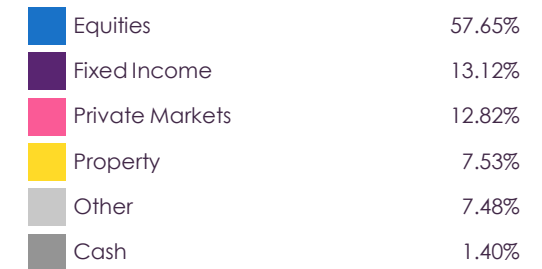 Equities 57.65%
Fixed Income 13.12%
Private Markets 12.82%
Property 7.53%
Other 7.48%
Cash 1.40%